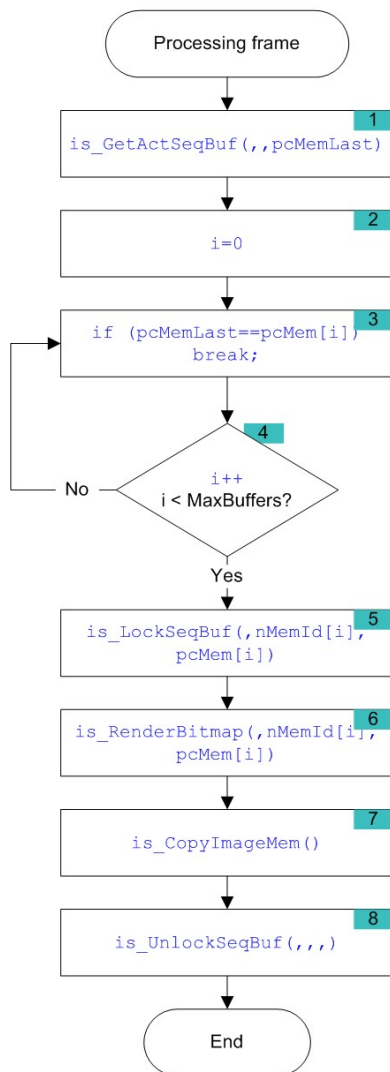 Processing frame
1
is_GetActSeqBuf(,,pcMemLast)
2
i=0
3
if (pcMemLast==pcMem[i])
break;
4
i++
i < MaxBuffers?
No
Yes
5
is_LockSeqBuf(,nMemId[i],
pcMem[i])
6
is_RenderBitmap(,nMemId[i],
pcMem[i])
7
is_CopyImageMem()
8
is_UnlockSeqBuf(,,,)
End